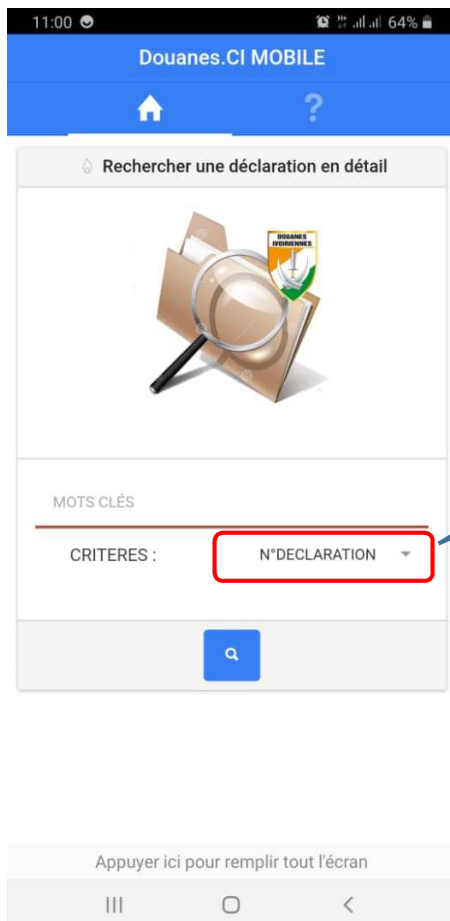 11:00 64%
Douanes.CI MOBILE
?
Rechercher une déclaration en détail
DOUANES
IVOIRIENNES
MOTS CLÉS
CRITERES : N°DECLARATION
Appuyer ici pour remplir tout l'écran